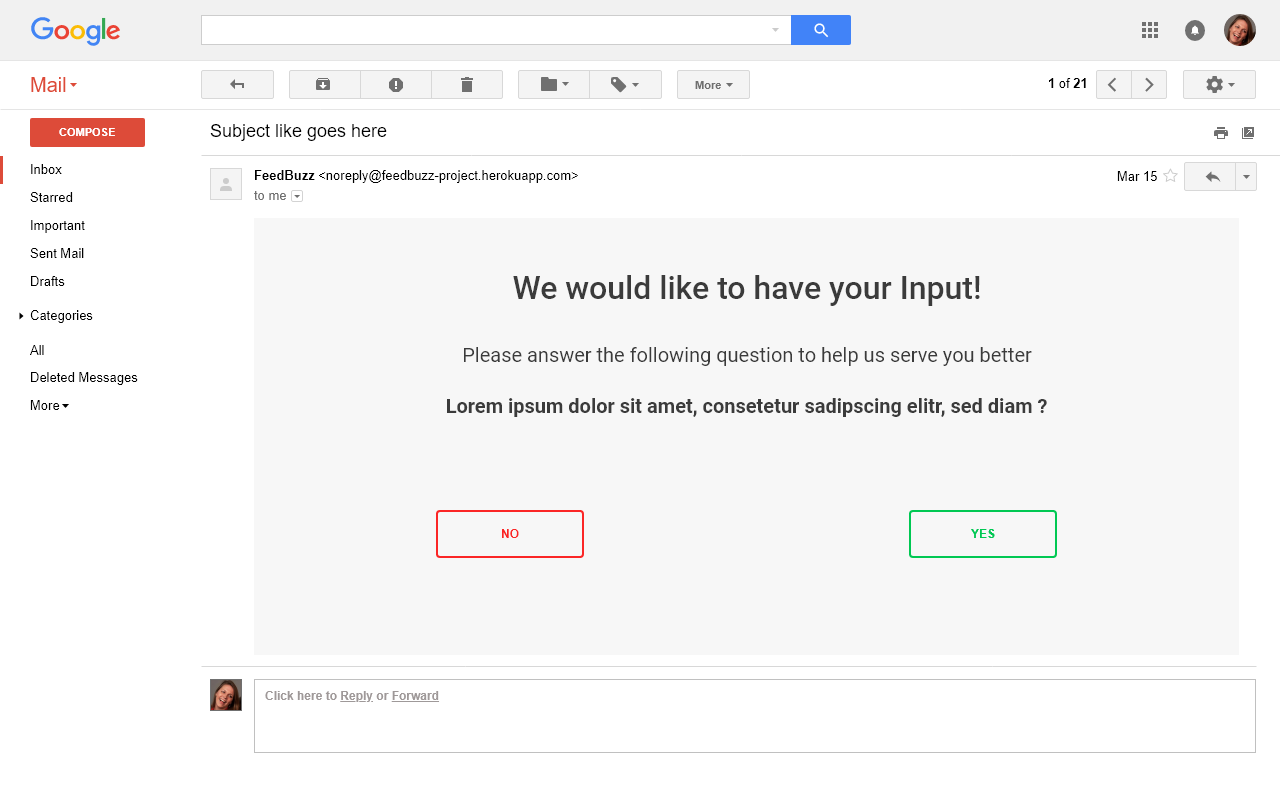 Google
Mail
More
1 of 21
COMPOSE
Subject like goes here
Inbox
Starred
Important
Sent Mail
Drafts
Categories
All
Deleted Messages
More
FeedBuzz <noreply@feedbuzz-project.herokuapp.com>
Mar 15
to me
We would like to have your Input!
Please answer the following question to help us serve you better
Lorem ipsum dolor sit amet, consetetur sadipscing elitr, sed diam ?
NO
YES
Click here to Reply or Forward